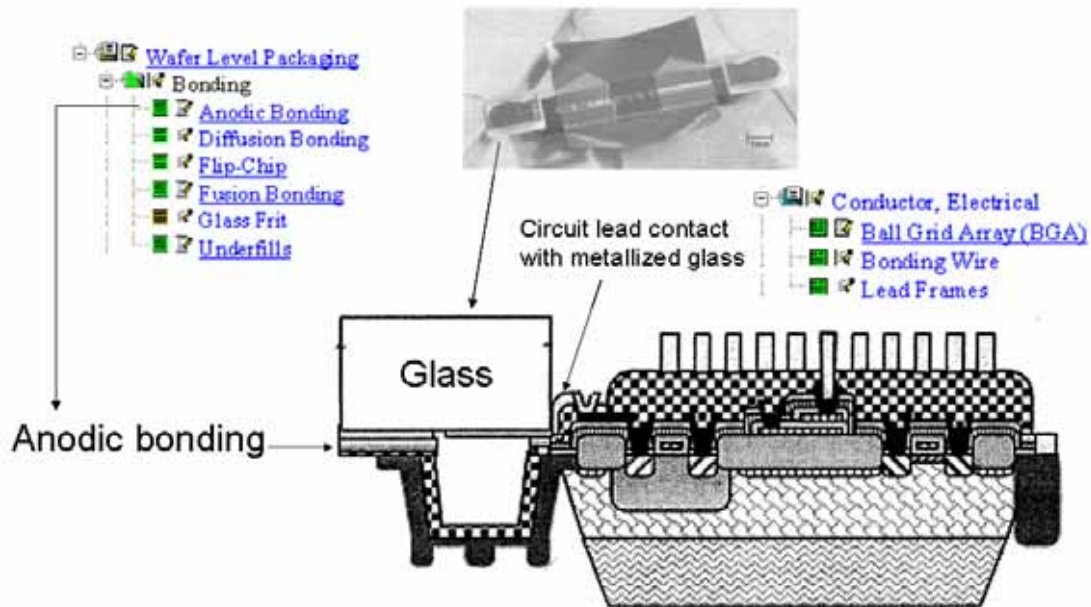 Wafer Level Packaging
Bonding
Anodic Bonding
Diffusion Bonding
Flip-Chip
Fusion Bonding
Glass Frit
Underfills
Circuit lead contact
with metallized glass
Conductor, Electrical
Ball Grid Array (BGA)
Bonding Wire
Lead Frames
Glass
Anodic bonding